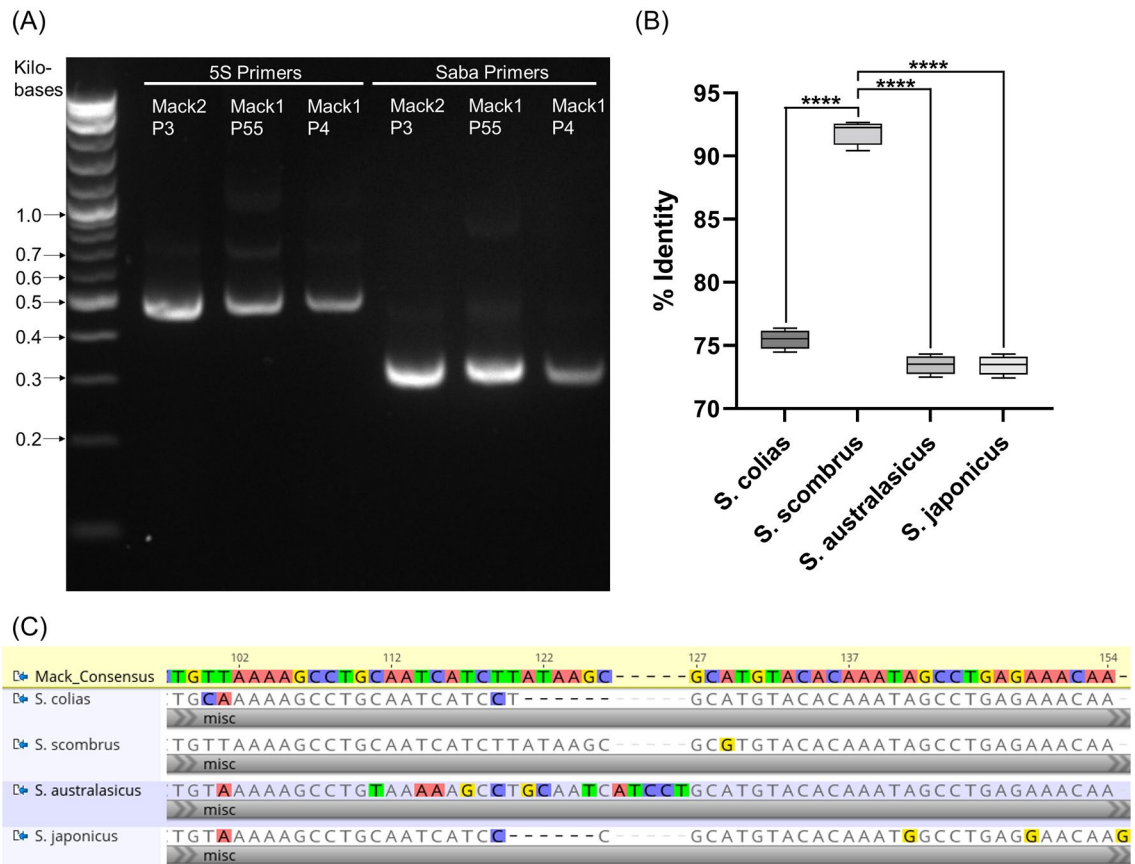 (A)
Kilo-
bases
5S Primers
Saba Primers
Mack2 P3
Mack1 P55
Mack1 P4
Mack2 P3
Mack1 P55
Mack1 P4
1.0
0.7
0.6
0.5
0.4
0.3
0.2
(B)
% Identity
95
90
85
80
75
70
****
****
****
S. colias
S. scombrus
S. australasicus
S. japonicus
(C)
102 112 122 127 137 154
Mack_Consensus TGTTAAAAGCCTGCAATCATCTTATAAGC-----GCATGTACACAAATAGCCTGAGAAACAA-
S. colias TGCAAAAAGCCTGCAATCATCCT-----------GCATGTACACAAATAGCCTGAGAAACAA-
misc
S. scombrus TGTTAAAAGCCTGCAATCATCTTATAAGC-----GCGTGTACACAAATAGCCTGAGAAACAA-
misc
S. australasicus TGTAAAAAGCCTGTAAAAAGCCTGCAATCATCCTGCATGTACACAAATAGCCTGAGAAACAA-
misc
S. japonicus TGTAAAAAGCCTGCAATCATCC------C-----GCATGTACACAAATGGCCTGAGGAACAAG
misc